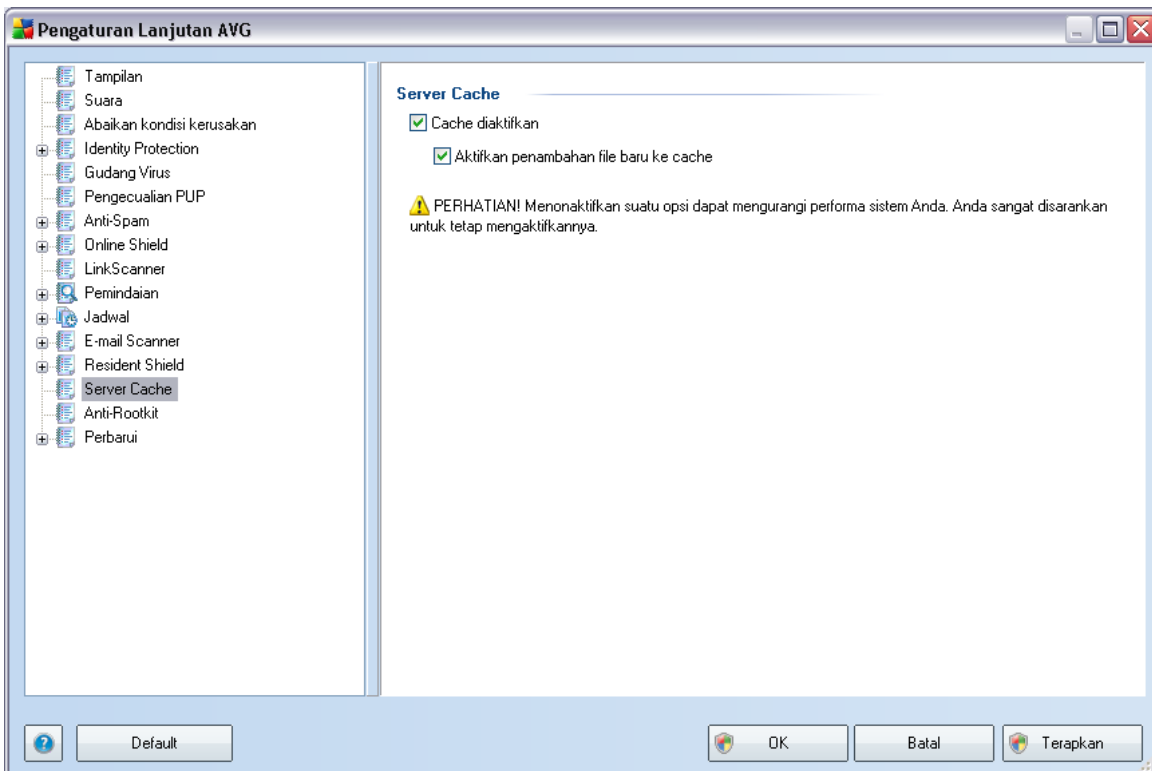 Pengaturan Lanjutan AVG
Tampilan
Suara
Abaikan kondisi kerusakan
Identity Protection
Gudang Virus
Pengecualian PUP
Anti-Spam
Online Shield
LinkScanner
Pemindaian
Jadwal
E-mail Scanner
Resident Shield
Server Cache
Anti-Rootkit
Perbarui
Server Cache
Cache diaktifkan
Aktifkan penambahan file baru ke cache
PERHATIAN! Menonaktifkan suatu opsi dapat mengurangi performa sistem Anda. Anda sangat disarankan
untuk tetap mengaktifkannya.
Default
OK
Batal
Terapkan